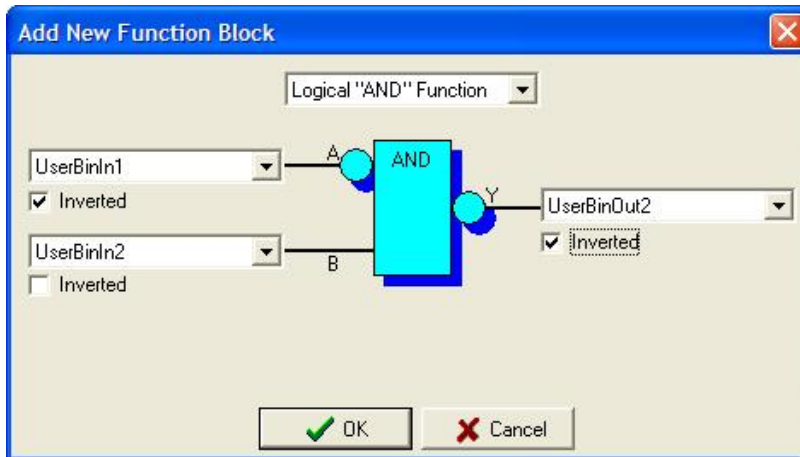 Add New Function Block
Logical "AND" Function
UserBinIn1
Inverted
A
AND
Y
UserBinOut2
Inverted
UserBinIn2
Inverted
B
OK
Cancel